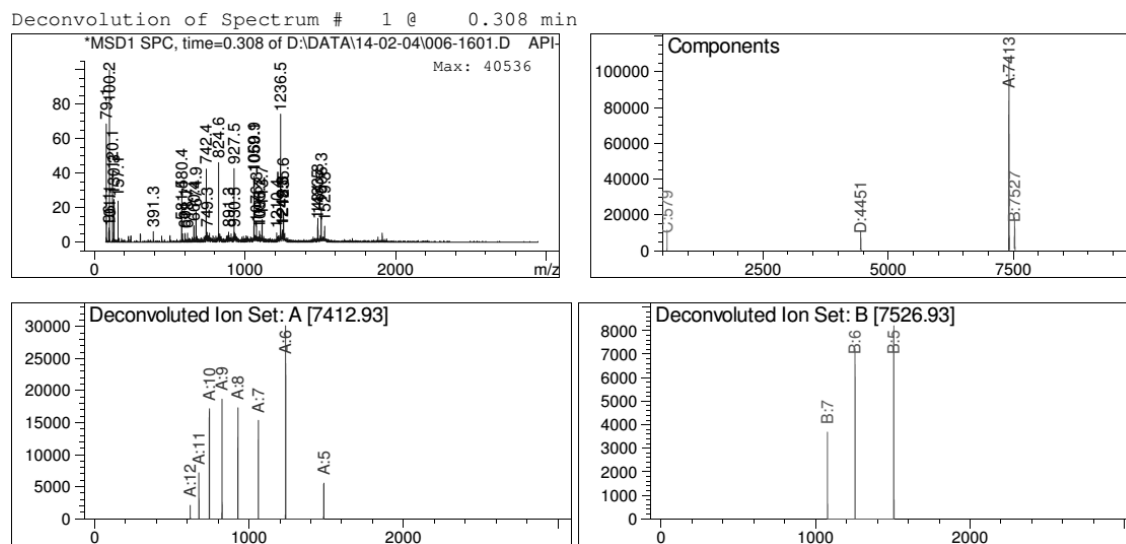 Deconvolution of Spectrum # 1 @ 0.308 min
*MSD1 SPC, time=0.308 of D:\DATA\14-02-04\006-1601.D API-
Max: 40536
100.2
391.3
742.4
749.3
824.6
927.5
1236.5
80
60
40
20
0
0 1000 2000 m/z
Components
A:7413
B:7527
C:579
D:4451
100000
80000
60000
40000
20000
0
2500 5000 7500
Deconvoluted Ion Set: A [7412.93]
30000
25000
20000
15000
10000
5000
0
A:12
A:11
A:10
A:9
A:8
A:7
A:6
A:5
0 1000 2000
Deconvoluted Ion Set: B [7526.93]
8000
7000
6000
5000
4000
3000
2000
1000
0
B:7
B:6
B:5
0 1000 2000